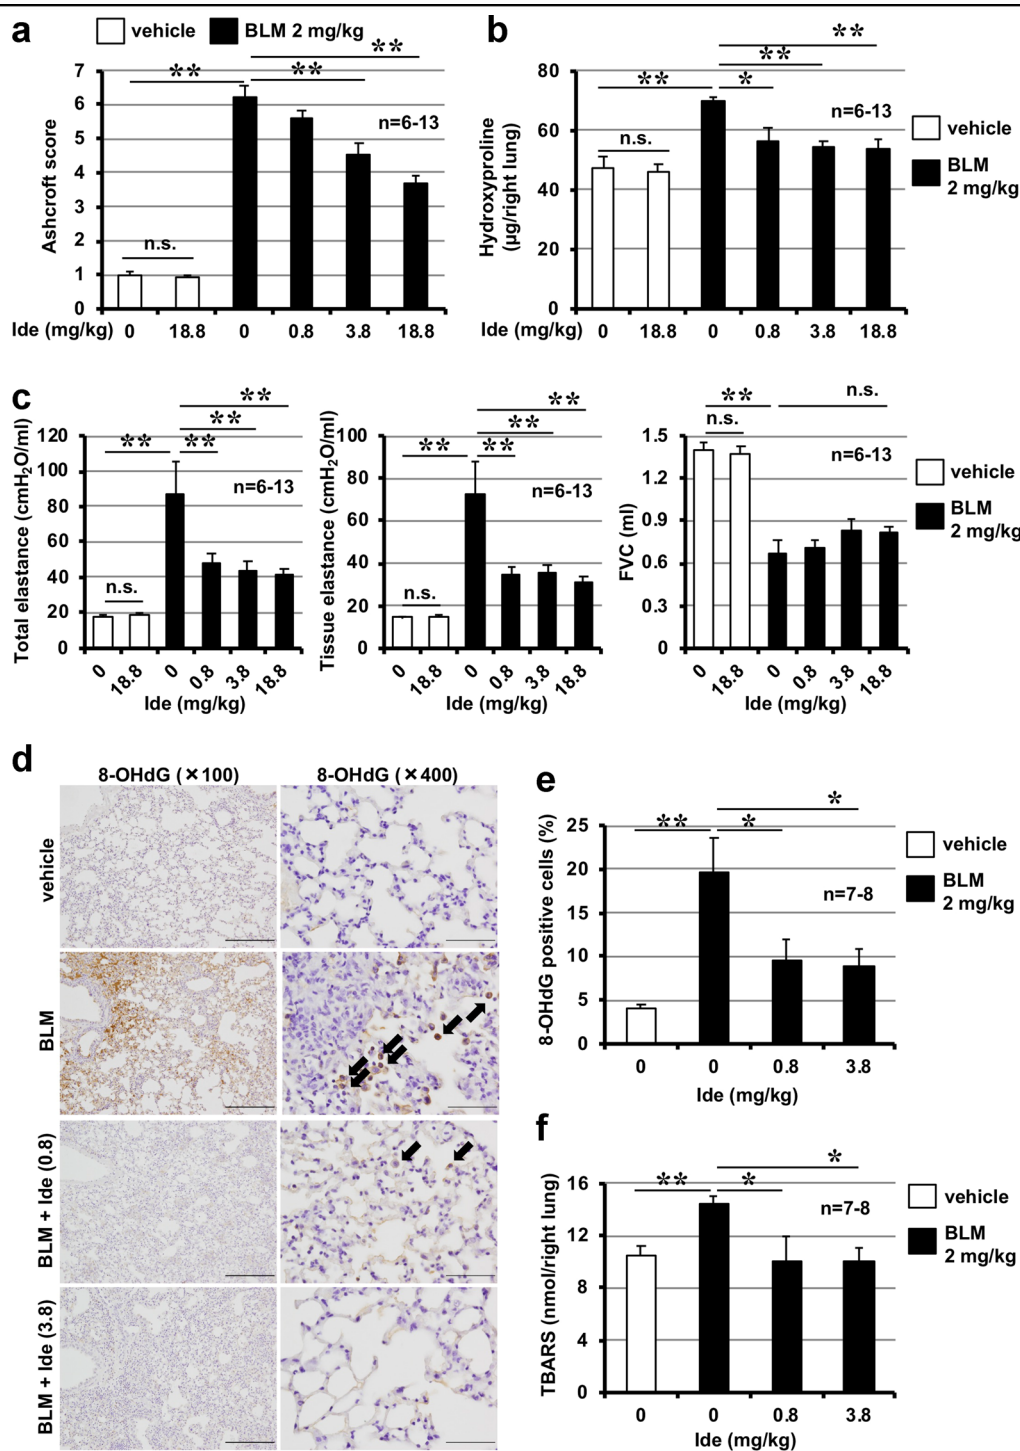 a
vehicle
BLM 2 mg/kg
**
**
**
7
6
5
4
3
2
1
0
Ashcroft score
n=6-13
n.s.
Ide (mg/kg)
0 18.8 0 0.8 3.8 18.8
b
**
**
**
*
80
60
40
20
0
Hydroxyproline
(μg/right lung)
n=6-13
n.s.
vehicle
BLM
2 mg/kg
Ide (mg/kg)
0 18.8 0 0.8 3.8 18.8
c
**
**
**
**
120
100
80
60
40
20
0
Total elastance (cmH2O/ml)
n=6-13
n.s.
0 18.8 0 0.8 3.8 18.8
Ide (mg/kg)
**
**
**
**
100
80
60
40
20
0
Tissue elastance (cmH2O/ml)
n=6-13
n.s.
0 18.8 0 0.8 3.8 18.8
Ide (mg/kg)
n.s.
**
n.s.
1.5
1.2
0.9
0.6
0.3
0
FVC (ml)
n=6-13
0 18.8 0 0.8 3.8 18.8
Ide (mg/kg)
vehicle
BLM
2 mg/kg
d
8-OHdG (×100)
8-OHdG (×400)
vehicle
BLM
BLM + Ide (0.8)
BLM + Ide (3.8)
e
*
**
*
25
20
15
10
5
0
8-OHdG positive cells (%)
n=7-8
vehicle
BLM
2 mg/kg
0 0 0.8 3.8
Ide (mg/kg)
f
*
**
*
16
12
8
4
0
TBARS (nmol/right lung)
n=7-8
vehicle
BLM
2 mg/kg
0 0 0.8 3.8
Ide (mg/kg)